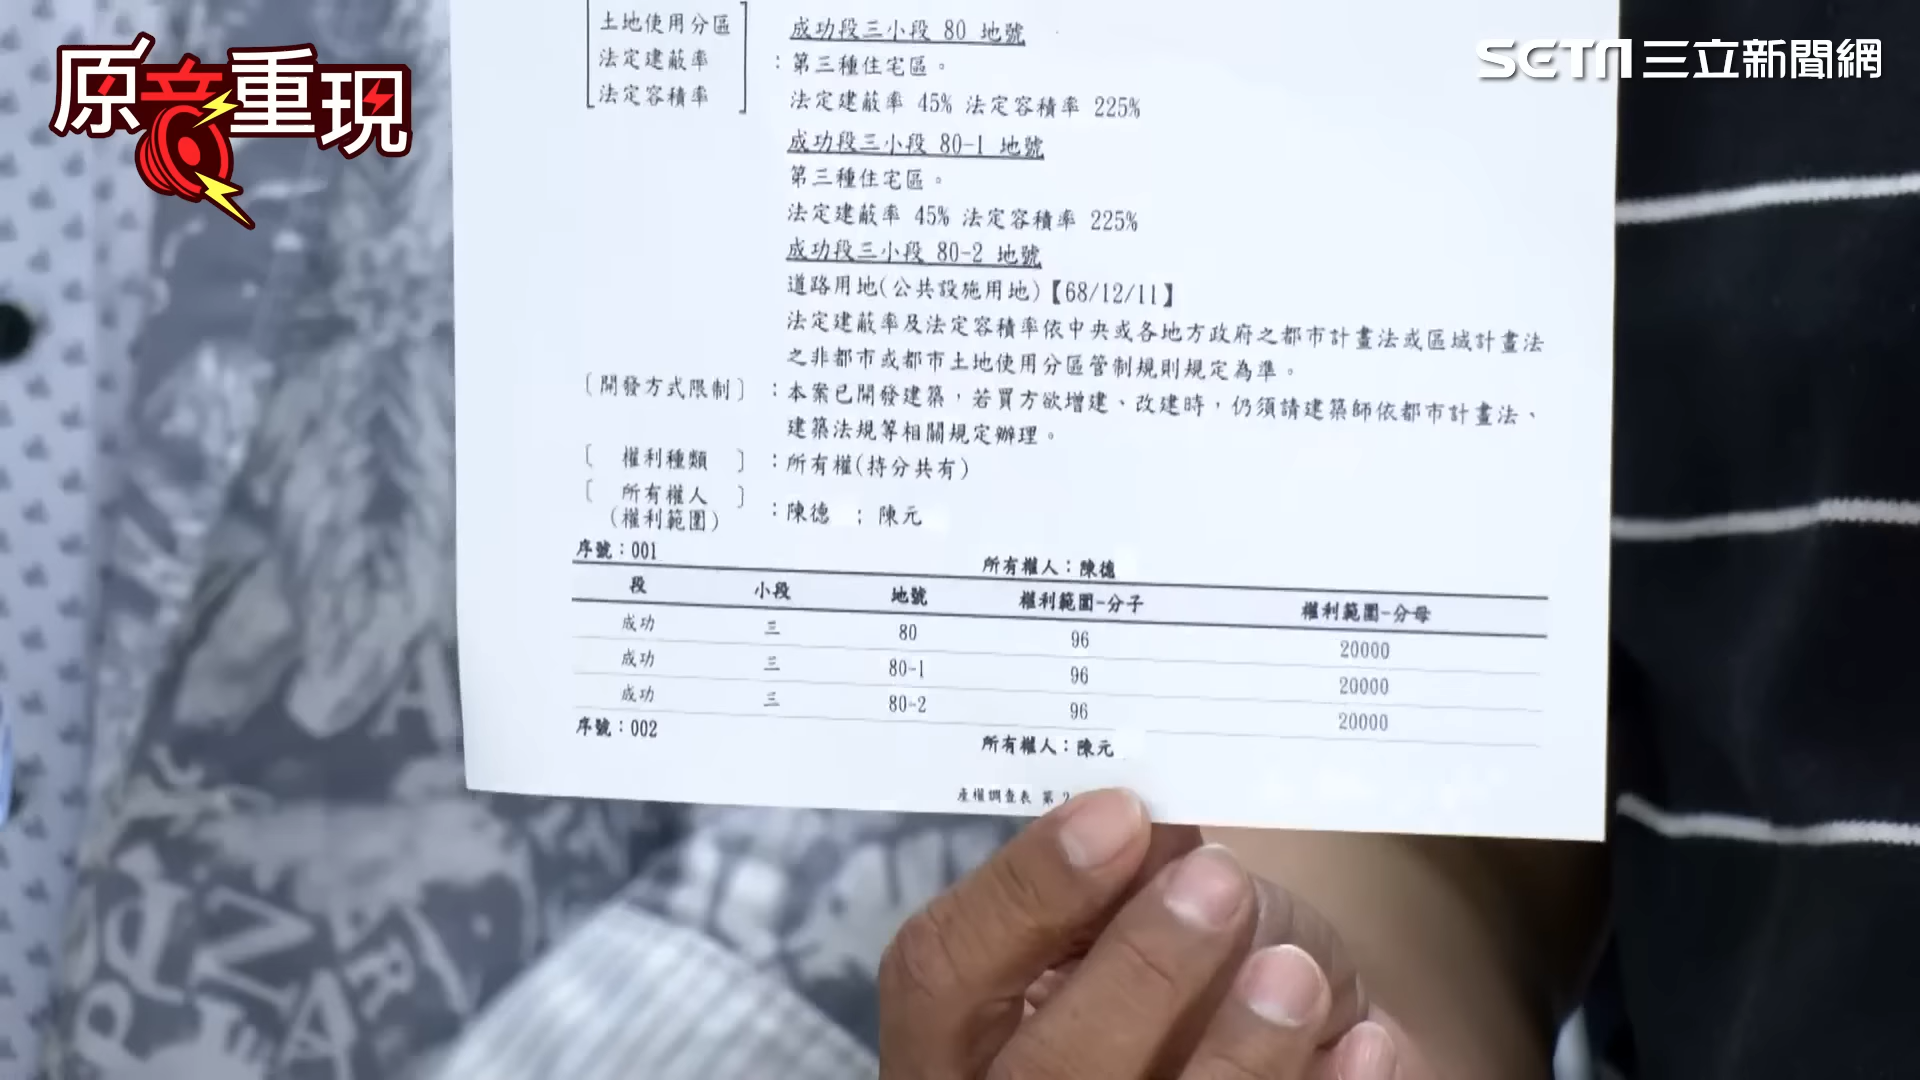 原音重現
SETN三立新聞網
〔土地使用分區
法定建蔽率
法定容積率〕
成功段三小段 80 地號
：第三種住宅區。
法定建蔽率 45% 法定容積率 225%
成功段三小段 80-1 地號
第三種住宅區。
法定建蔽率 45% 法定容積率 225%
成功段三小段 80-2 地號
道路用地(公共設施用地)【68/12/11】
法定建蔽率及法定容積率依中央或各地方政府之都市計畫法或區域計畫法
之非都市或都市土地使用分區管制規則規定為準。
〔開發方式限制〕：本案已開發建築，若買方欲增建、改建時，仍須請建築師依都市計畫法、
建築法規等相關規定辦理。
〔 權利種類 〕：所有權(持分共有)
〔 所有權人 〕
(權利範圍)
：陳德 ；陳元
序號：001 所有權人：陳德
段 小段 地號 權利範圍-分子 權利範圍-分母
成功 三 80 96 20000
成功 三 80-1 96 20000
成功 三 80-2 96 20000
序號：002 所有權人：陳元
產權調查表 第 2